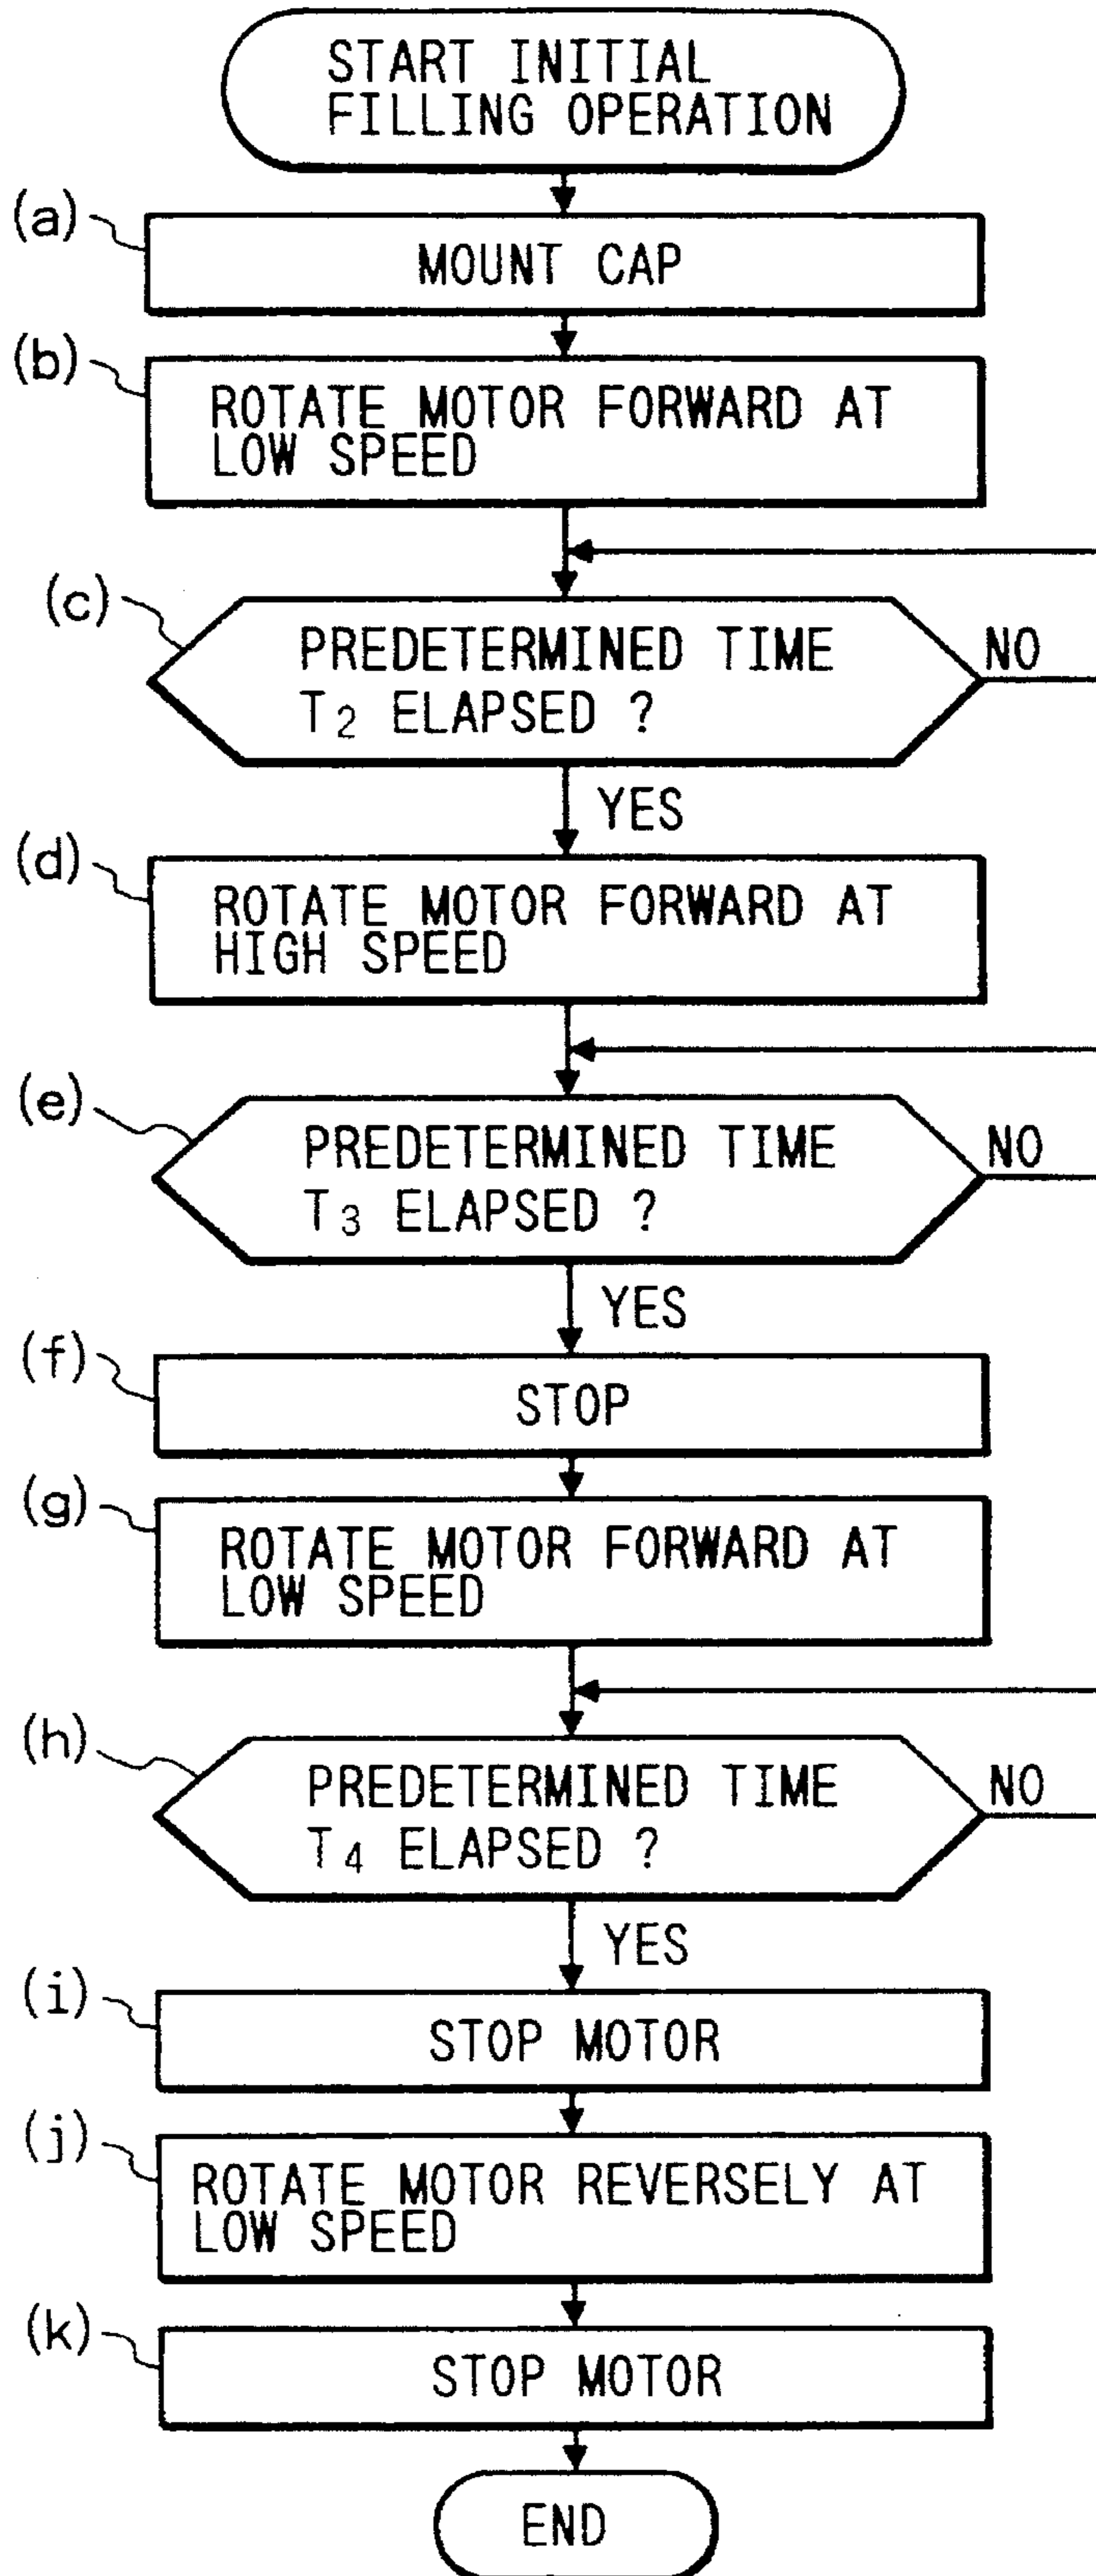 START INITIAL
FILLING OPERATION
(a)
MOUNT CAP
(b)
ROTATE MOTOR FORWARD AT
LOW SPEED
(c)
PREDETERMINED TIME
T₂ ELAPSED ?
NO
YES
(d)
ROTATE MOTOR FORWARD AT
HIGH SPEED
(e)
PREDETERMINED TIME
T₃ ELAPSED ?
NO
YES
(f)
STOP
(g)
ROTATE MOTOR FORWARD AT
LOW SPEED
(h)
PREDETERMINED TIME
T₄ ELAPSED ?
NO
YES
(i)
STOP MOTOR
(j)
ROTATE MOTOR REVERSELY AT
LOW SPEED
(k)
STOP MOTOR
END